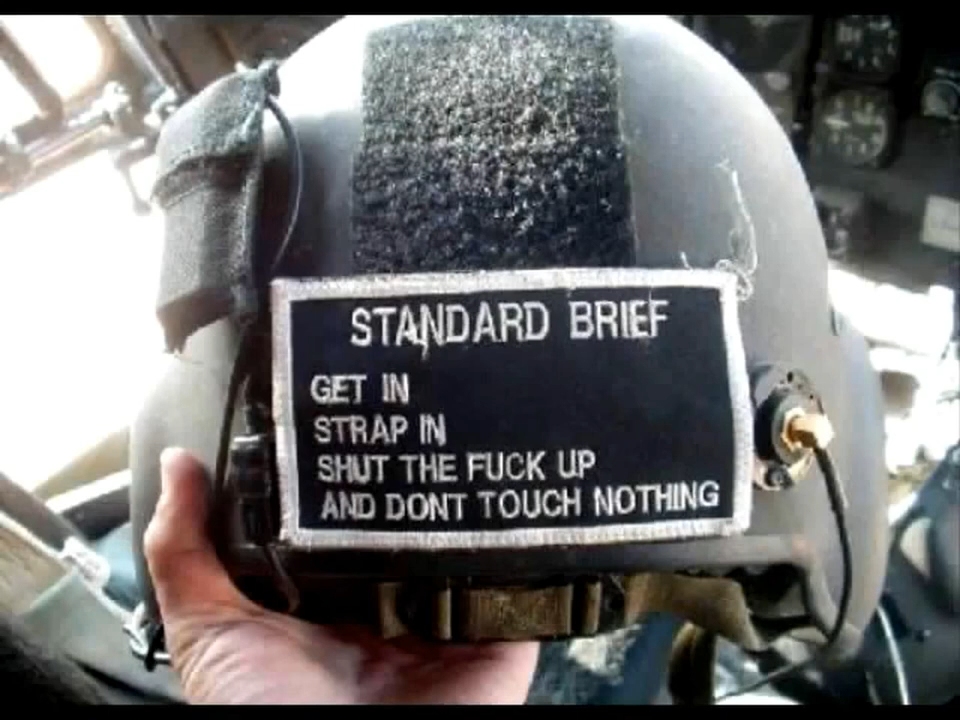 STANDARD BRIEF
GET IN
STRAP IN
SHUT THE FUCK UP
AND DONT TOUCH NOTHING